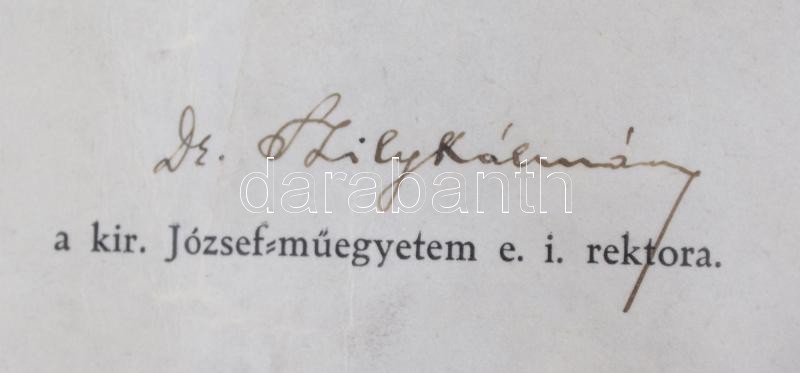 Dr. Szily Kálmán
darabanth
a kir. József-műegyetem e. i. rektora.